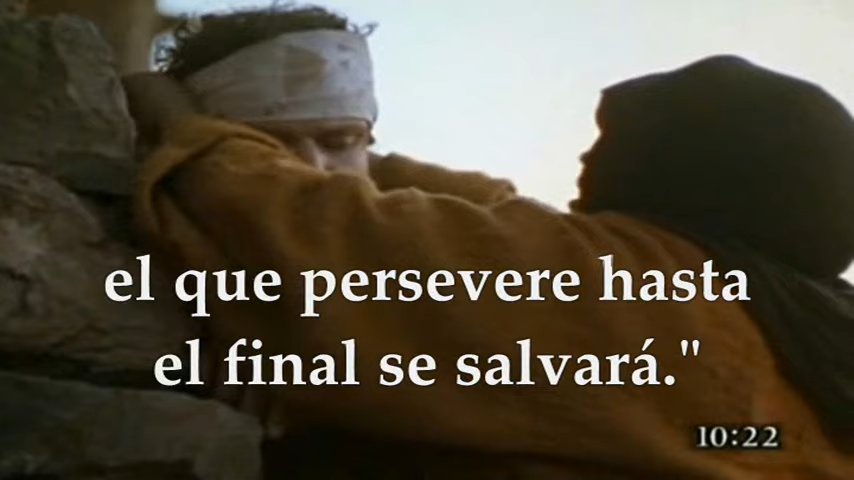 el que persevere hasta
el final se salvará."
10:22